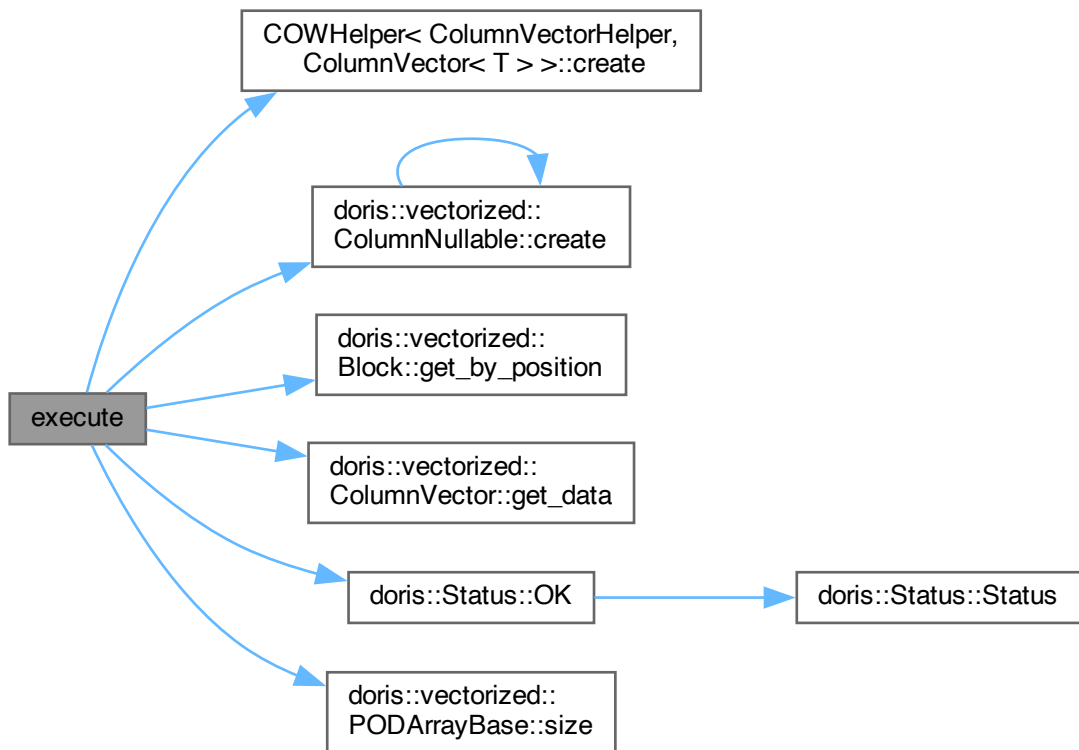 COWHelper< ColumnVectorHelper,
ColumnVector< T > >::create
doris::vectorized::
ColumnNullable::create
doris::vectorized::
Block::get_by_position
execute
doris::vectorized::
ColumnVector::get_data
doris::Status::OK
doris::Status::Status
doris::vectorized::
PODArrayBase::size